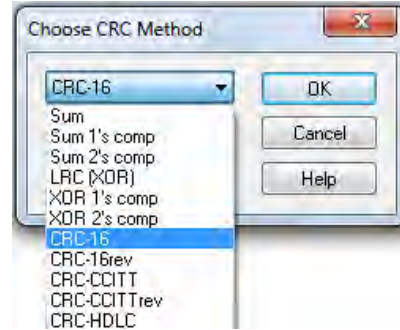 Choose CRC Method
CRC-16
OK
Cancel
Help
Sum
Sum 1's comp
Sum 2's comp
LRC (XOR)
XOR 1's comp
XOR 2's comp
CRC-16
CRC-16rev
CRC-CCITT
CRC-CCITTrev
CRC-HDLC